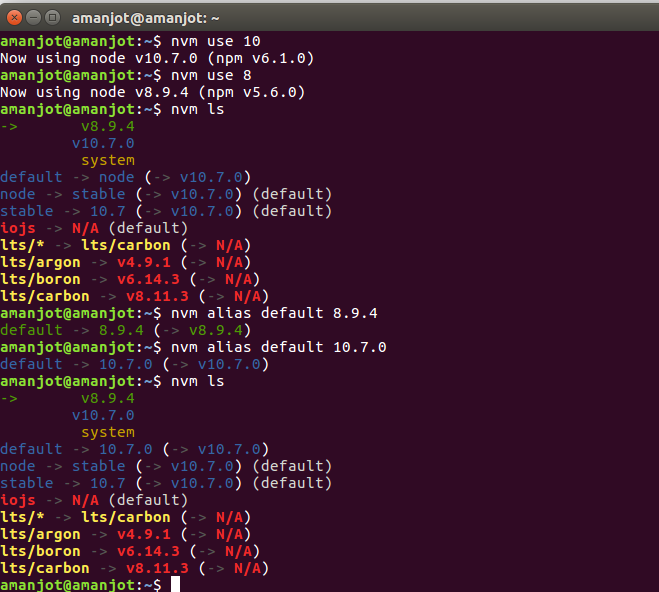 amanjot@amanjot: ~
amanjot@amanjot:~$ nvm use 10
Now using node v10.7.0 (npm v6.1.0)
amanjot@amanjot:~$ nvm use 8
Now using node v8.9.4 (npm v5.6.0)
amanjot@amanjot:~$ nvm ls
->       v8.9.4
        v10.7.0
         system
default -> node (-> v10.7.0)
node -> stable (-> v10.7.0) (default)
stable -> 10.7 (-> v10.7.0) (default)
iojs -> N/A (default)
lts/* -> lts/carbon (-> N/A)
lts/argon -> v4.9.1 (-> N/A)
lts/boron -> v6.14.3 (-> N/A)
lts/carbon -> v8.11.3 (-> N/A)
amanjot@amanjot:~$ nvm alias default 8.9.4
default -> 8.9.4 (-> v8.9.4)
amanjot@amanjot:~$ nvm alias default 10.7.0
default -> 10.7.0 (-> v10.7.0)
amanjot@amanjot:~$ nvm ls
->       v8.9.4
        v10.7.0
         system
default -> 10.7.0 (-> v10.7.0)
node -> stable (-> v10.7.0) (default)
stable -> 10.7 (-> v10.7.0) (default)
iojs -> N/A (default)
lts/* -> lts/carbon (-> N/A)
lts/argon -> v4.9.1 (-> N/A)
lts/boron -> v6.14.3 (-> N/A)
lts/carbon -> v8.11.3 (-> N/A)
amanjot@amanjot:~$